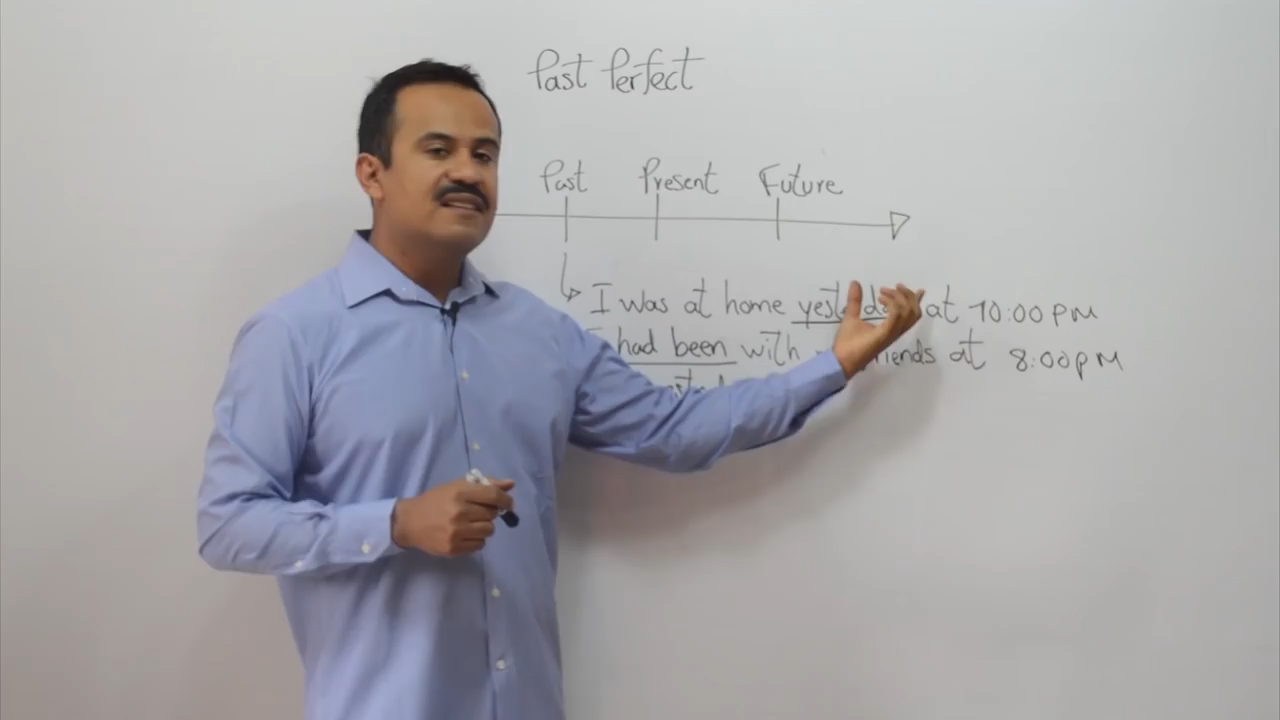 Past Perfect
Past Present Future
I was at home at 10:00 PM
had been with at 8:00 PM